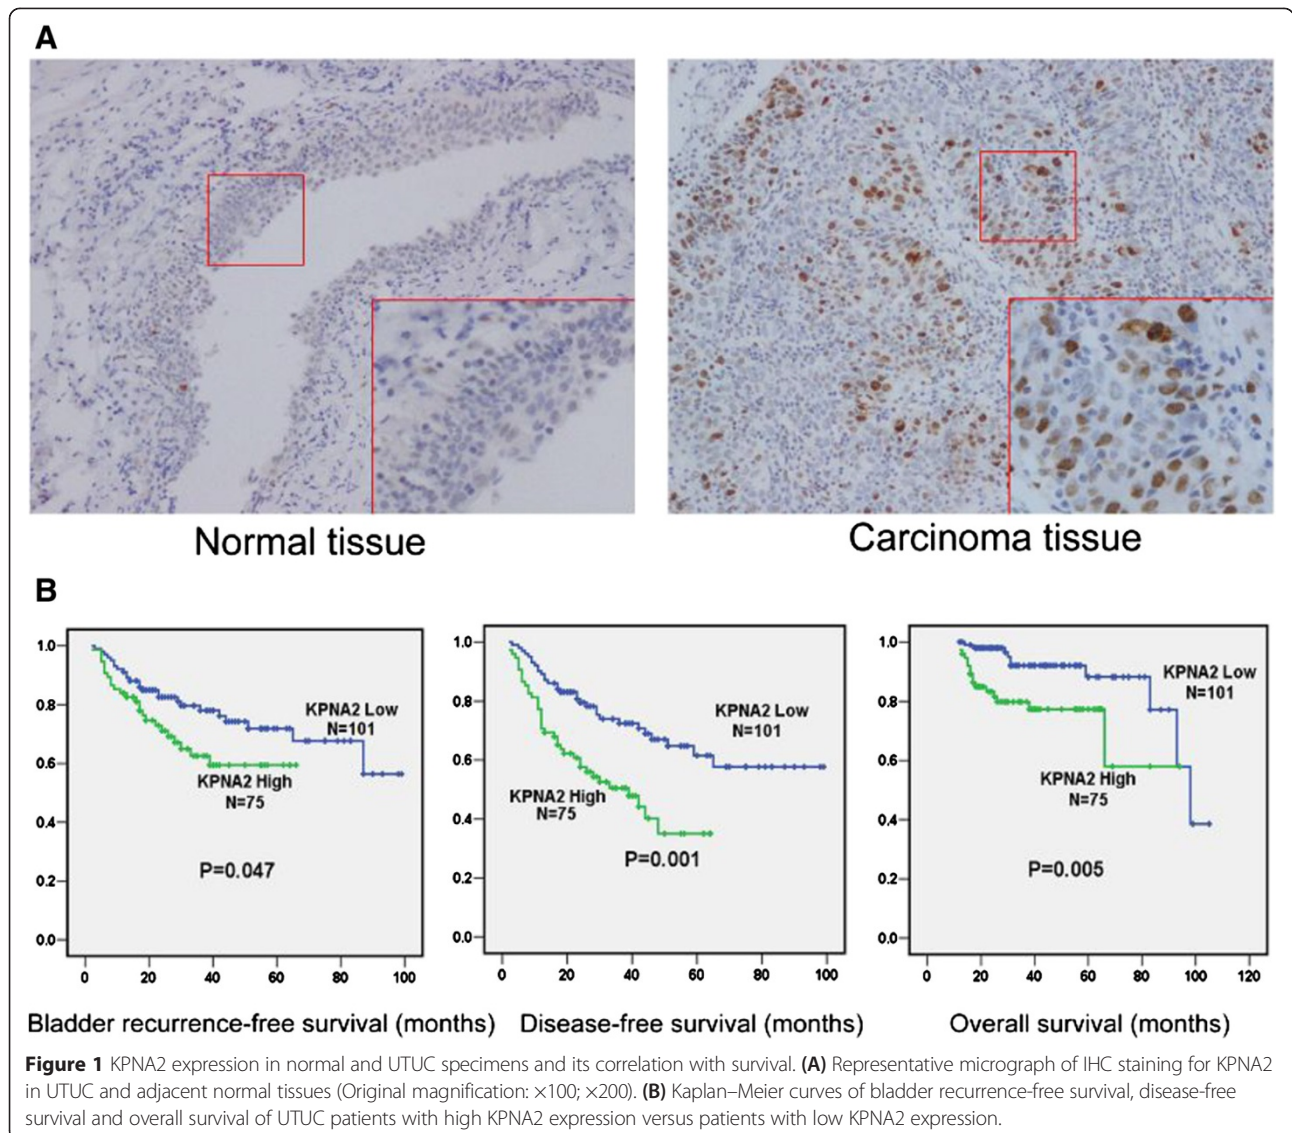 A
Normal tissue
Carcinoma tissue
B
1.0
0.8
0.6
0.4
0.2
0.0
0 20 40 60 80 100
KPNA2 Low
N=101
KPNA2 High
N=75
P=0.047
Bladder recurrence-free survival (months)
1.0
0.8
0.6
0.4
0.2
0.0
0 20 40 60 80 100
KPNA2 Low
N=101
KPNA2 High
N=75
P=0.001
Disease-free survival (months)
1.0
0.8
0.6
0.4
0.2
0.0
0 20 40 60 80 100 120
KPNA2 Low
N=101
KPNA2 High
N=75
P=0.005
Overall survival (months)
Figure 1 KPNA2 expression in normal and UTUC specimens and its correlation with survival. (A) Representative micrograph of IHC staining for KPNA2
in UTUC and adjacent normal tissues (Original magnification: ×100; ×200). (B) Kaplan–Meier curves of bladder recurrence-free survival, disease-free
survival and overall survival of UTUC patients with high KPNA2 expression versus patients with low KPNA2 expression.